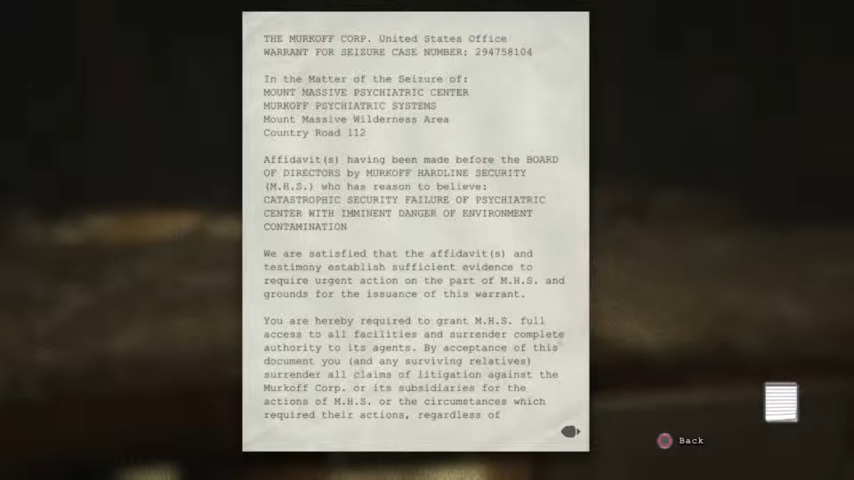 THE MURKOFF CORP. United States Office
WARRANT FOR SEIZURE CASE NUMBER: 294758104
In the Matter of the Seizure of:
MOUNT MASSIVE PSYCHIATRIC CENTER
MURKOFF PSYCHIATRIC SYSTEMS
Mount Massive Wilderness Area
Country Road 112
Affidavit(s) having been made before the BOARD
OF DIRECTORS by MURKOFF HARDLINE SECURITY
(M.H.S.) who has reason to believe:
CATASTROPHIC SECURITY FAILURE OF PSYCHIATRIC
CENTER WITH IMMINENT DANGER OF ENVIRONMENT
CONTAMINATION
We are satisfied that the affidavit(s) and
testimony establish sufficient evidence to
require urgent action on the part of M.H.S. and
grounds for the issuance of this warrant.
You are hereby required to grant M.H.S. full
access to all facilities and surrender complete
authority to its agents. By acceptance of this
document you (and any surviving relatives)
surrender all claims of litigation against the
Murkoff Corp. or its subsidiaries for the
actions of M.H.S. or the circumstances which
required their actions, regardless of
Back